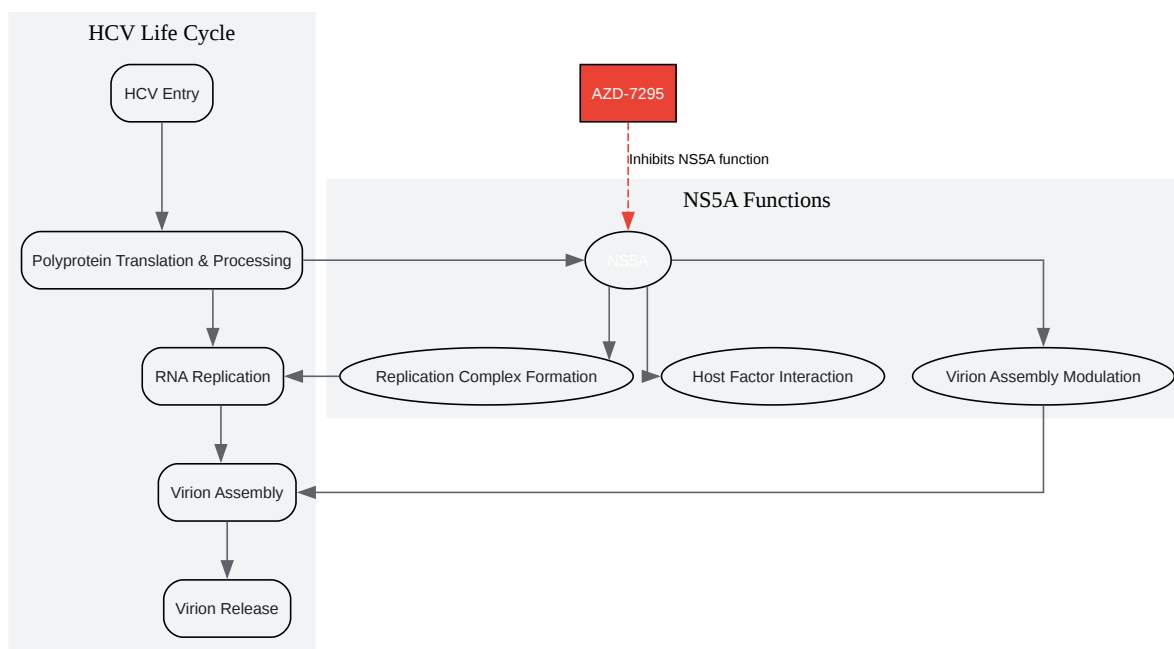 HCV Life Cycle
HCV Entry
AZD-7295
Inhibits NS5A function
NS5A Functions
Polyprotein Translation & Processing
NS5A
RNA Replication
Replication Complex Formation
Host Factor Interaction
Virion Assembly Modulation
Virion Assembly
Virion Release